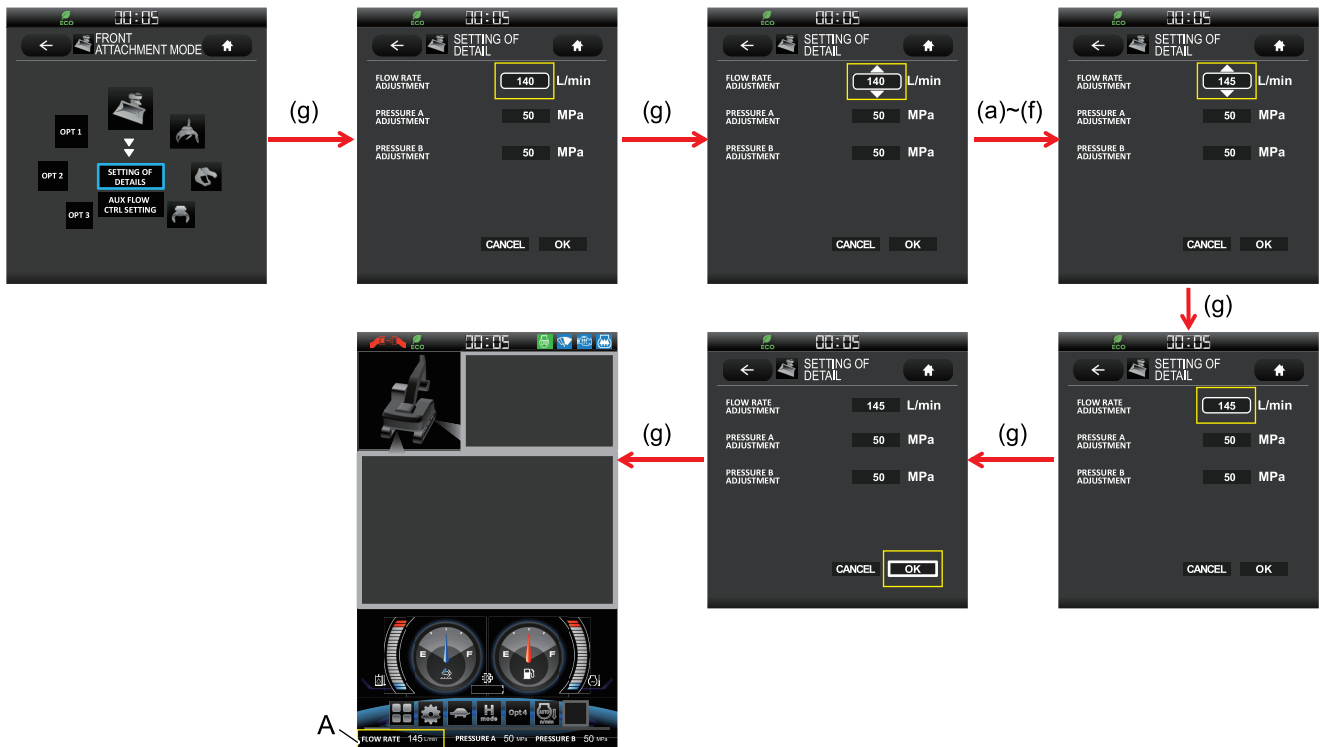 ECO
00:05
FRONT
ATTACHMENT MODE
OPT 1
OPT 2
SETTING OF
DETAILS
AUX FLOW
CTRL SETTING
OPT 3
(g)
ECO
00:05
SETTING OF
DETAIL
FLOW RATE
ADJUSTMENT
140 L/min
PRESSURE A
ADJUSTMENT
50 MPa
PRESSURE B
ADJUSTMENT
50 MPa
CANCEL OK
(g)
ECO
00:05
SETTING OF
DETAIL
FLOW RATE
ADJUSTMENT
140 L/min
PRESSURE A
ADJUSTMENT
50 MPa
PRESSURE B
ADJUSTMENT
50 MPa
CANCEL OK
(a)~(f)
ECO
00:05
SETTING OF
DETAIL
FLOW RATE
ADJUSTMENT
145 L/min
PRESSURE A
ADJUSTMENT
50 MPa
PRESSURE B
ADJUSTMENT
50 MPa
CANCEL OK
(g)
ECO
00:05
SETTING OF
DETAIL
FLOW RATE
ADJUSTMENT
145 L/min
PRESSURE A
ADJUSTMENT
50 MPa
PRESSURE B
ADJUSTMENT
50 MPa
CANCEL OK
(g)
ECO
00:05
SETTING OF
DETAIL
FLOW RATE
ADJUSTMENT
145 L/min
PRESSURE A
ADJUSTMENT
50 MPa
PRESSURE B
ADJUSTMENT
50 MPa
CANCEL OK
(g)
ECO
00:05
E F
E F
H
mode
Opt4
AUTO
A
FLOW RATE 145 L/min PRESSURE A 50 MPa PRESSURE B 50 MPa